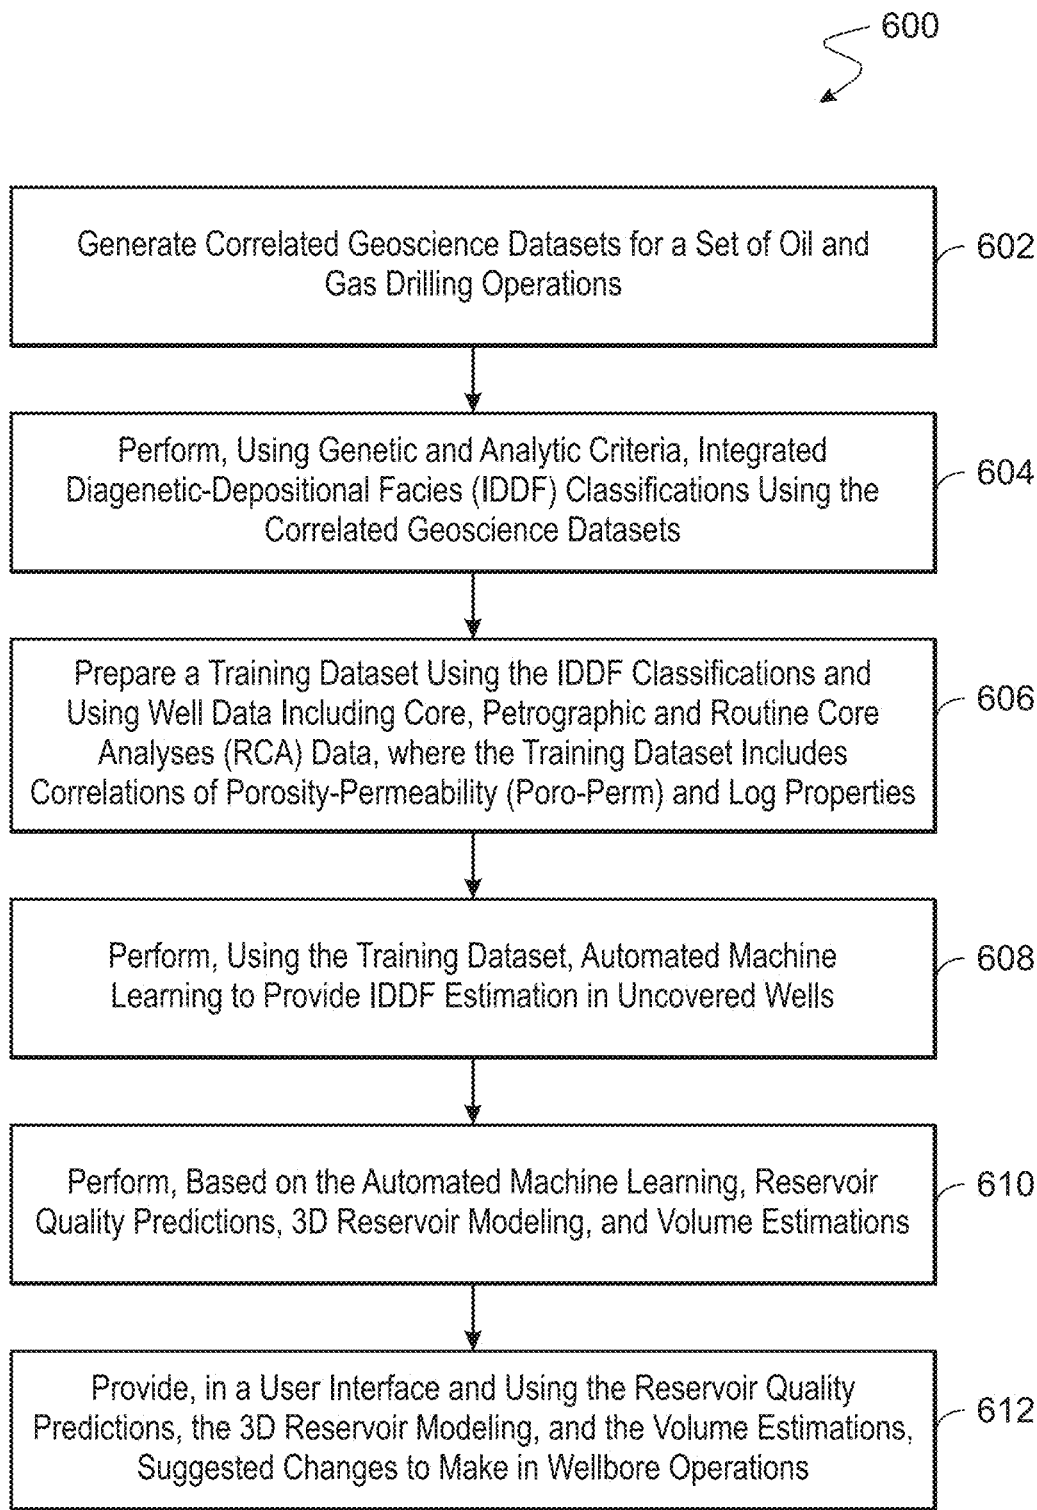 600
Generate Correlated Geoscience Datasets for a Set of Oil and
Gas Drilling Operations
602
Perform, Using Genetic and Analytic Criteria, Integrated
Diagenetic-Depositional Facies (IDDF) Classifications Using the
Correlated Geoscience Datasets
604
Prepare a Training Dataset Using the IDDF Classifications and
Using Well Data Including Core, Petrographic and Routine Core
Analyses (RCA) Data, where the Training Dataset Includes
Correlations of Porosity-Permeability (Poro-Perm) and Log Properties
606
Perform, Using the Training Dataset, Automated Machine
Learning to Provide IDDF Estimation in Uncovered Wells
608
Perform, Based on the Automated Machine Learning, Reservoir
Quality Predictions, 3D Reservoir Modeling, and Volume Estimations
610
Provide, in a User Interface and Using the Reservoir Quality
Predictions, the 3D Reservoir Modeling, and the Volume Estimations,
Suggested Changes to Make in Wellbore Operations
612